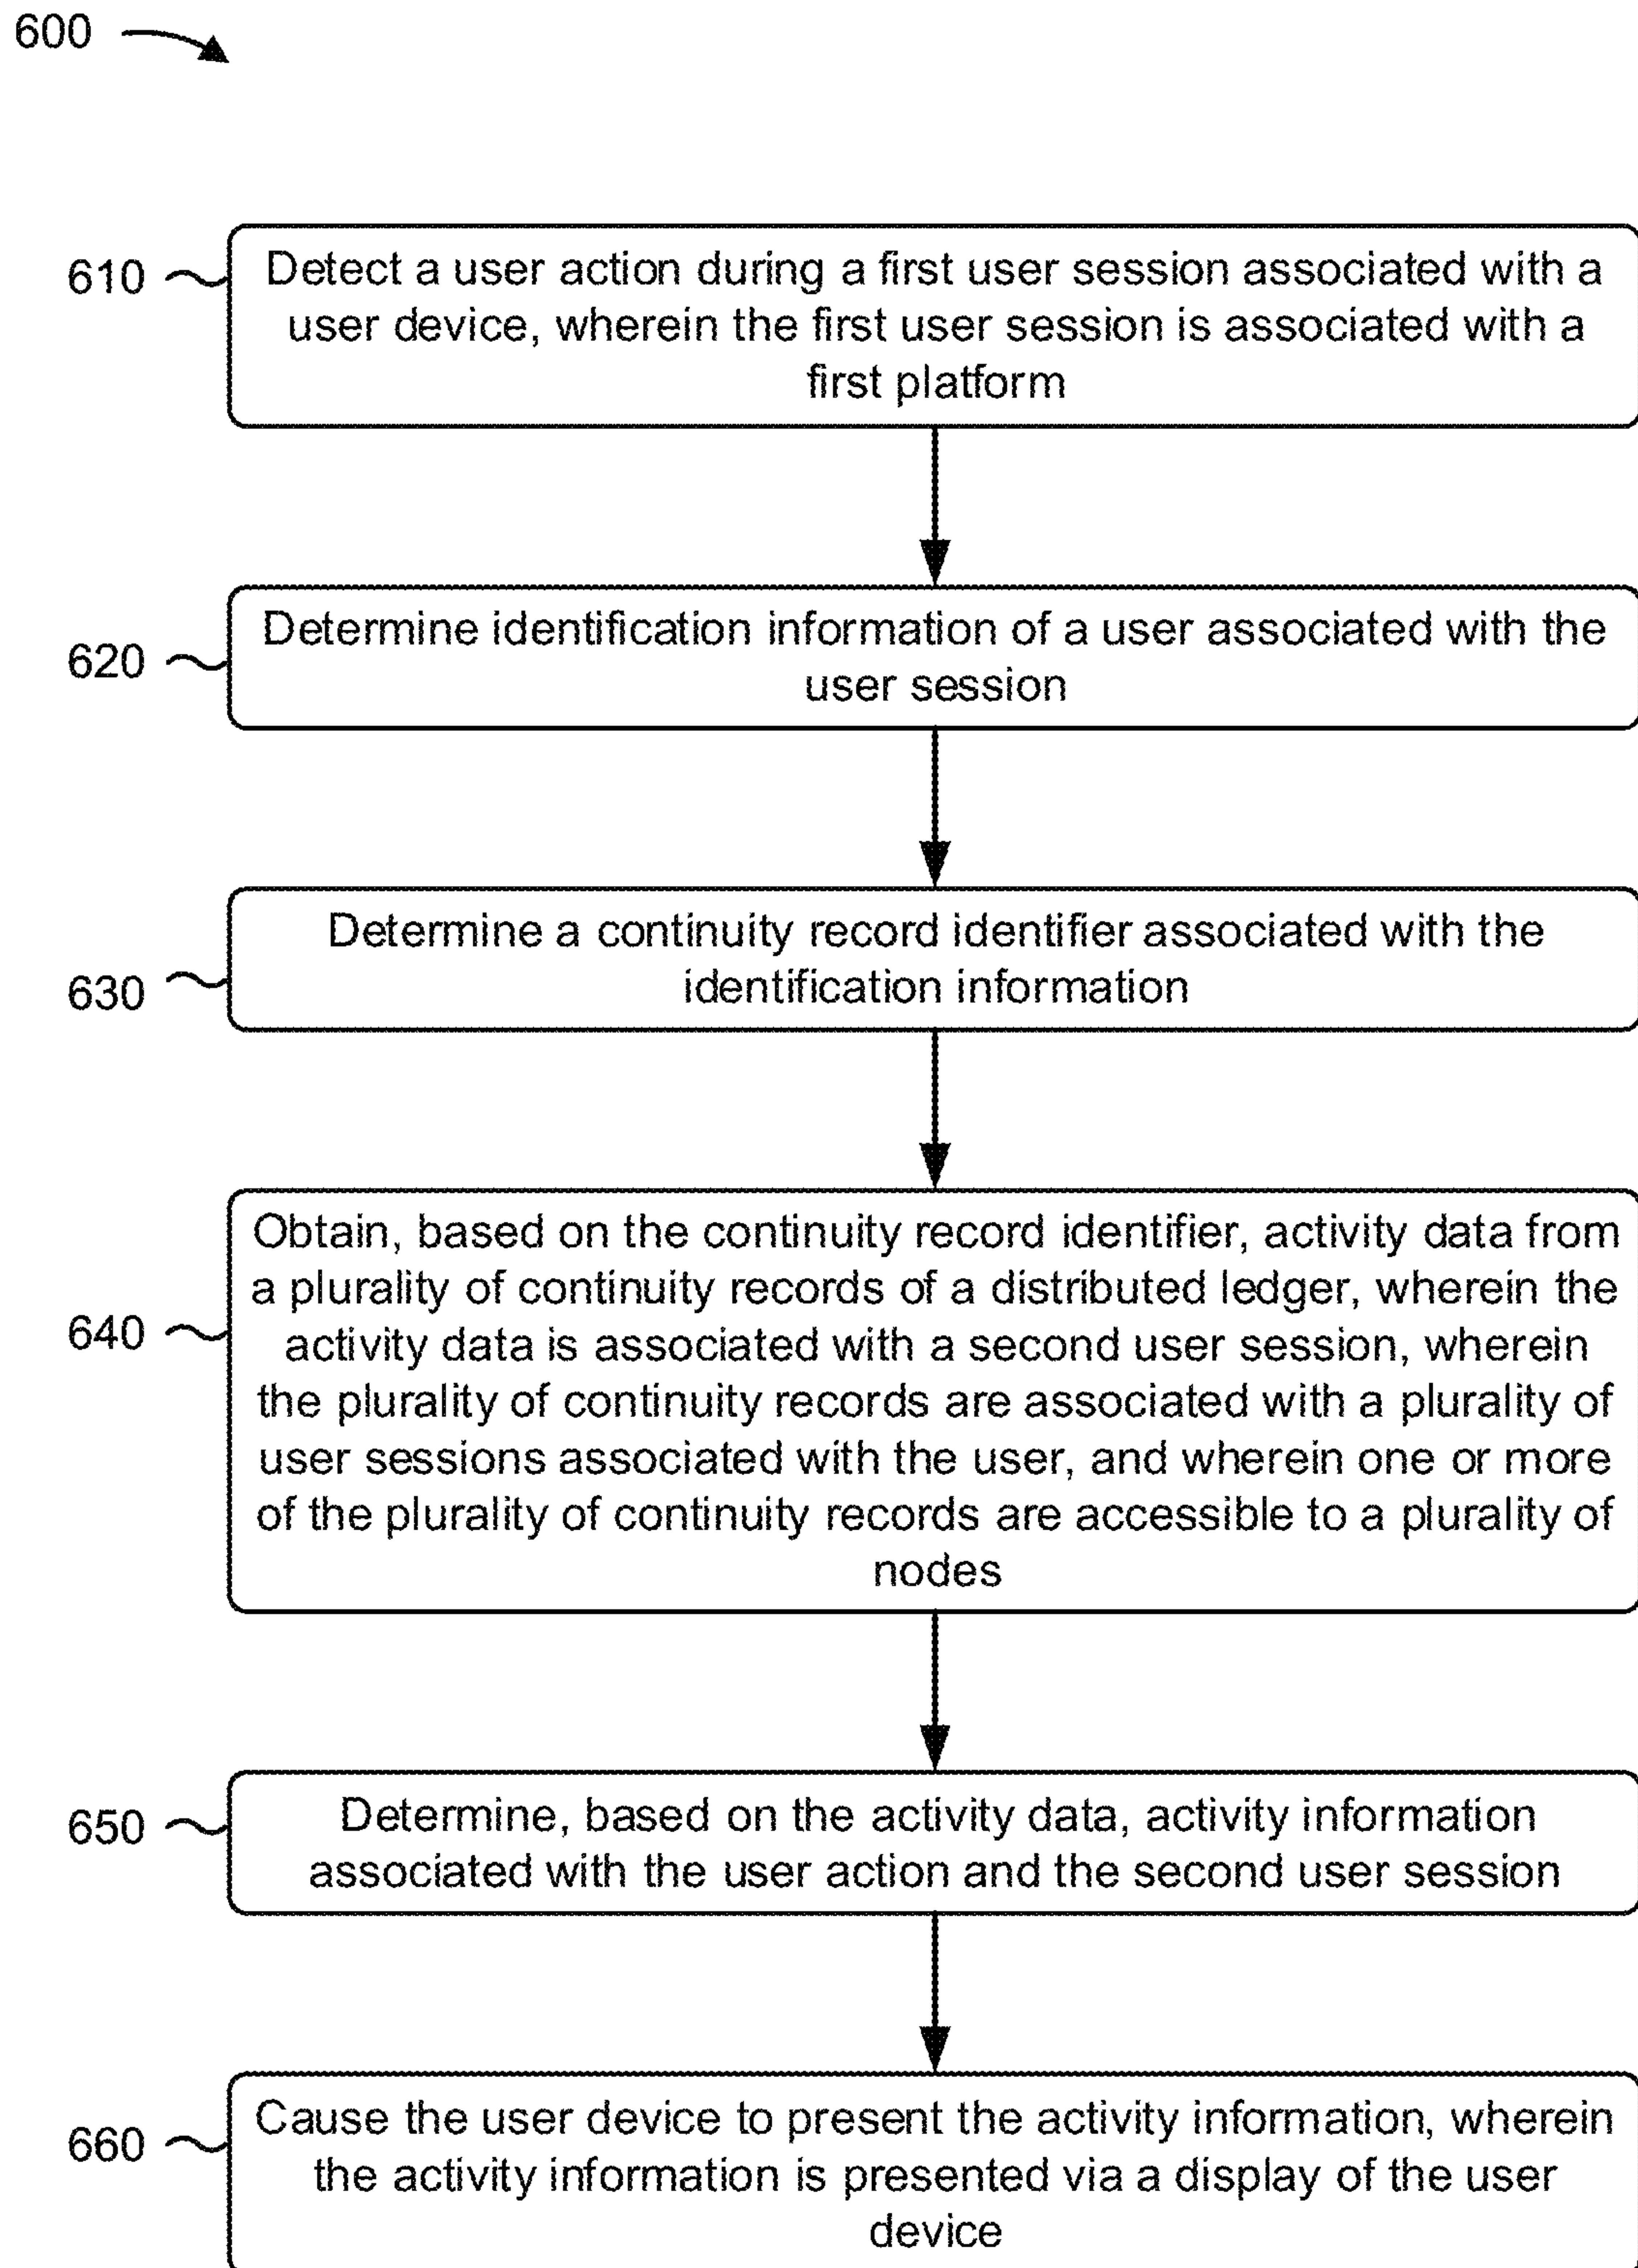 600
610
Detect a user action during a first user session associated with a
user device, wherein the first user session is associated with a
first platform
620
Determine identification information of a user associated with the
user session
630
Determine a continuity record identifier associated with the
identification information
640
Obtain, based on the continuity record identifier, activity data from
a plurality of continuity records of a distributed ledger, wherein the
activity data is associated with a second user session, wherein
the plurality of continuity records are associated with a plurality of
user sessions associated with the user, and wherein one or more
of the plurality of continuity records are accessible to a plurality of
nodes
650
Determine, based on the activity data, activity information
associated with the user action and the second user session
660
Cause the user device to present the activity information, wherein
the activity information is presented via a display of the user
device